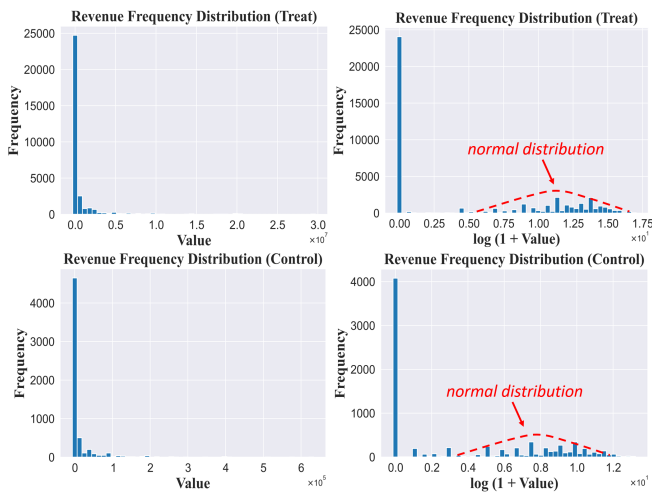 Revenue Frequency Distribution (Treat)
25000
20000
15000
10000
5000
0
Frequency
0.0 0.5 1.0 1.5 2.0 2.5 3.0
×10⁷
Value
Revenue Frequency Distribution (Treat)
25000
20000
15000
10000
5000
0
Frequency
normal distribution
0.00 0.25 0.50 0.75 1.00 1.25 1.50 1.75
×10¹
log (1 + Value)
Revenue Frequency Distribution (Control)
4000
3000
2000
1000
0
Frequency
0 1 2 3 4 5 6
×10⁵
Value
Revenue Frequency Distribution (Control)
4000
3000
2000
1000
0
Frequency
normal distribution
0.0 0.2 0.4 0.6 0.8 1.0 1.2
×10¹
log (1 + Value)